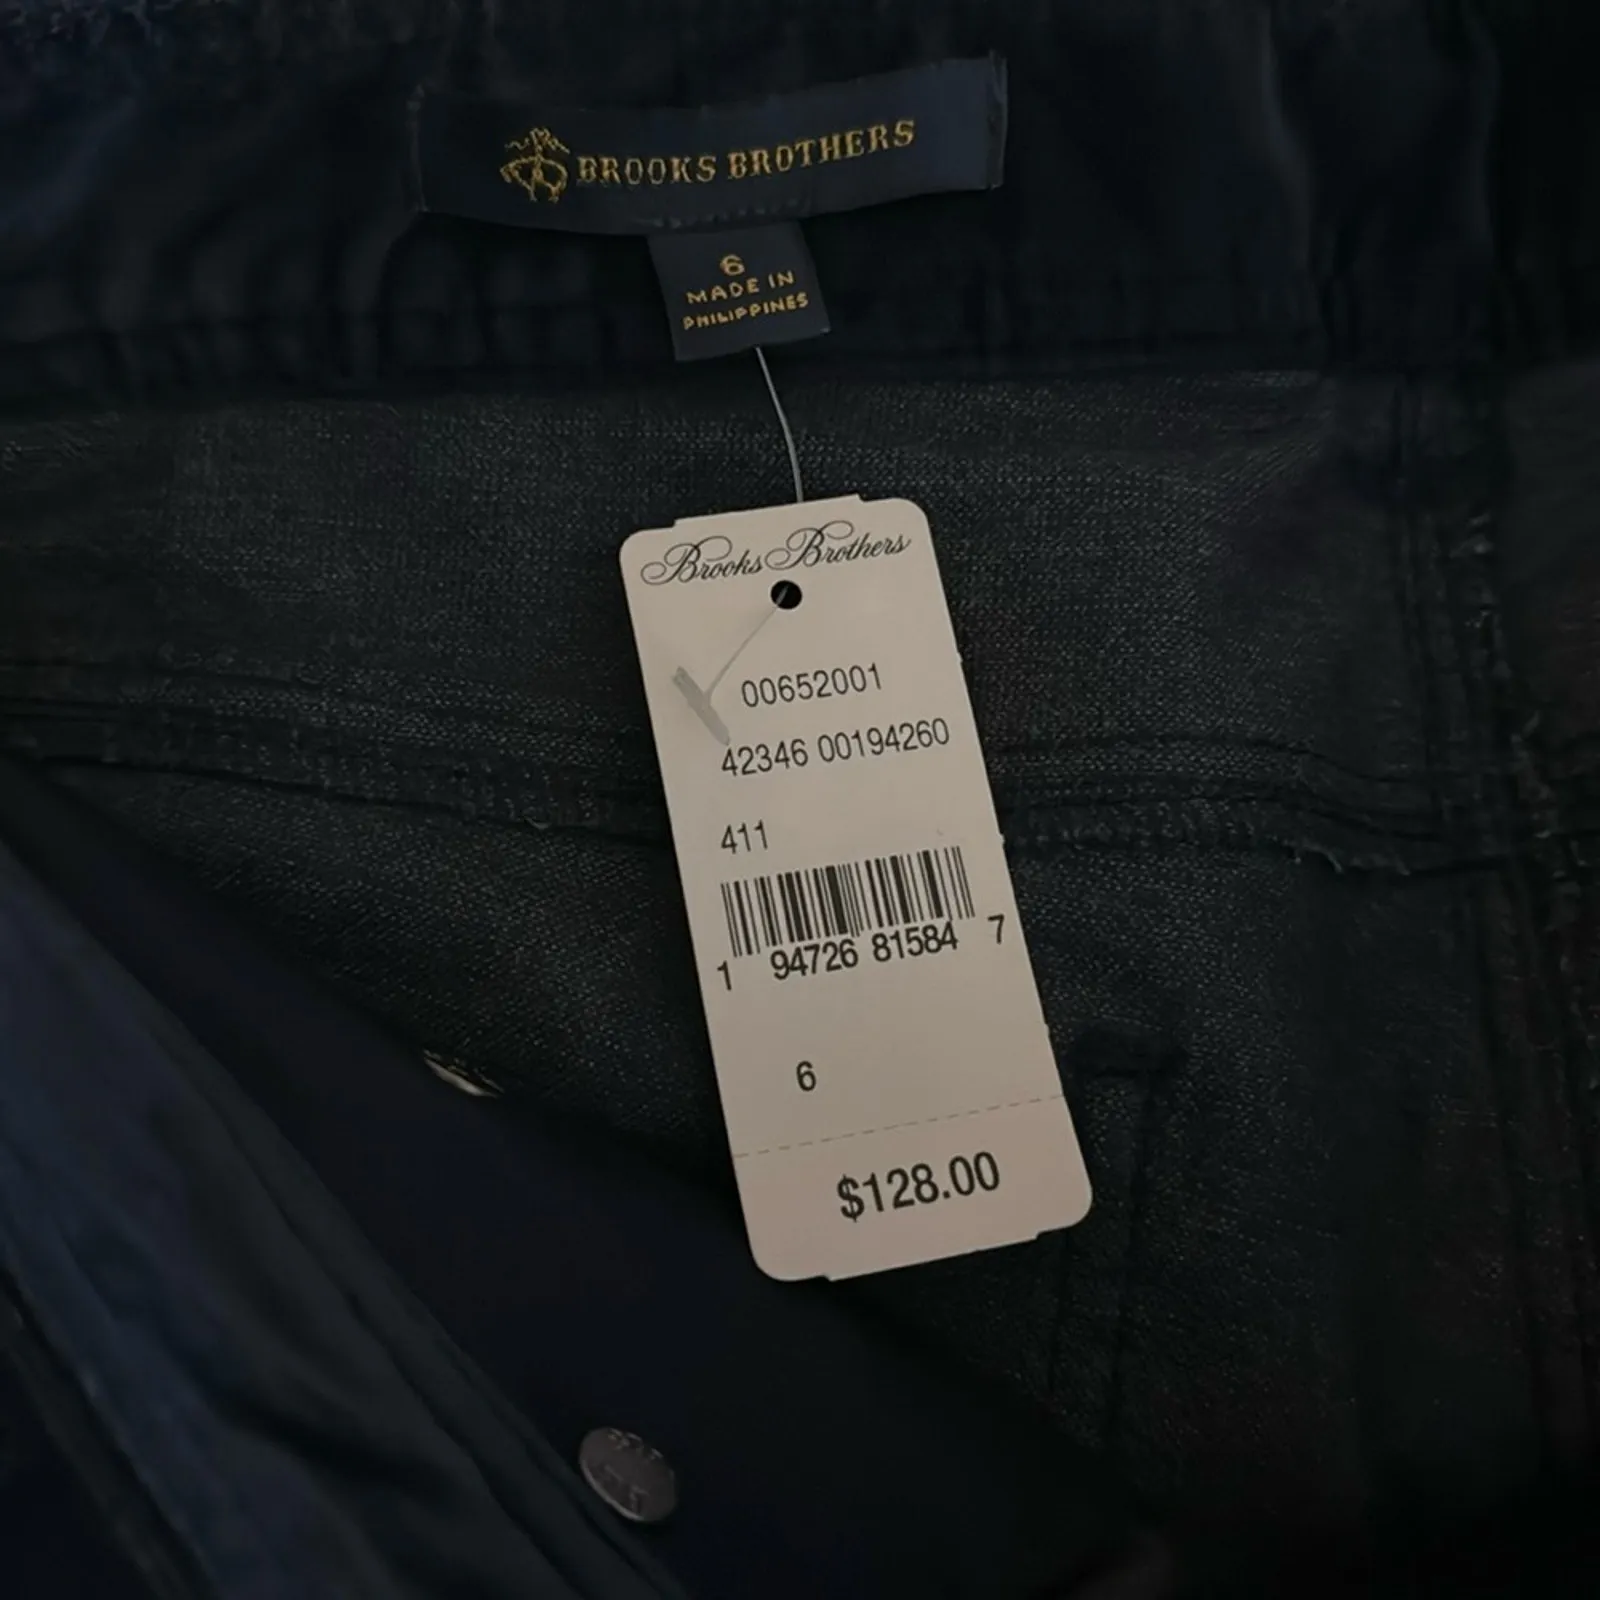 BROOKS BROTHERS
6
MADE IN
PHILIPPINES
Brooks Brothers
00652001
42346 00194260
411
1 94726 81584 7
6
$128.00